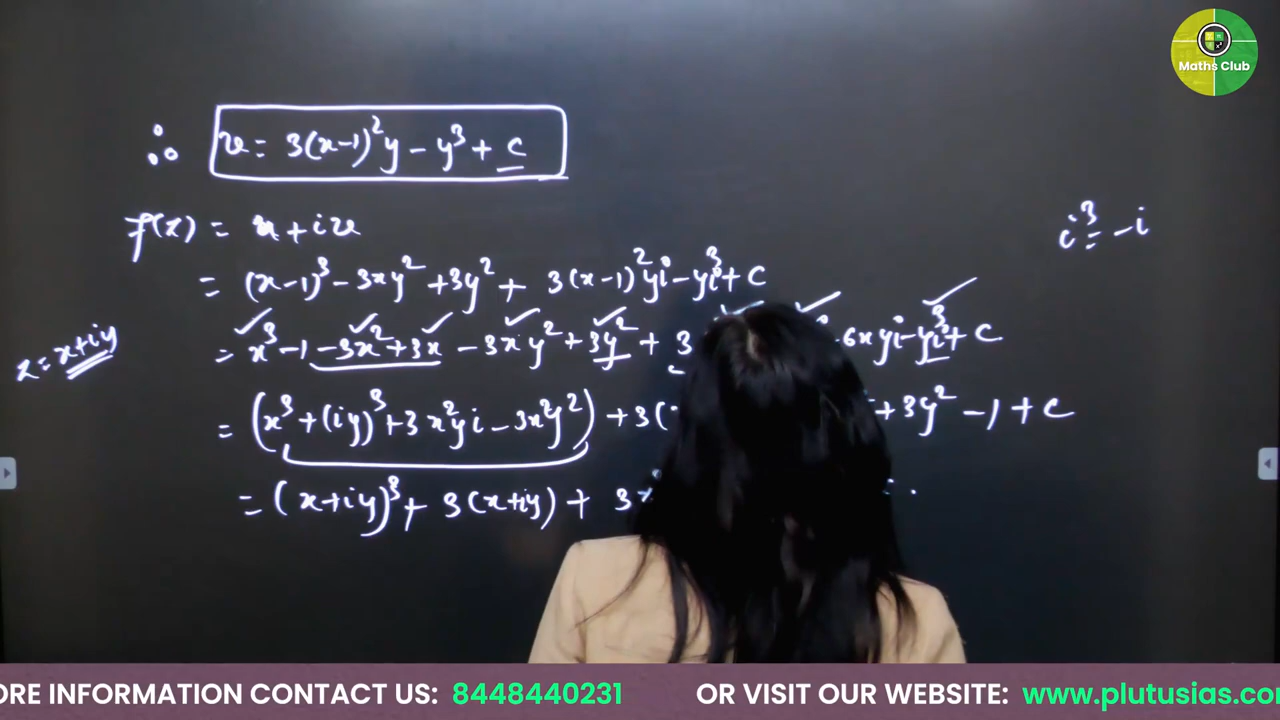 Maths Club
∴ v = 3(x-1)²y - y³ + c
i³ = -i
f(z) = u + iv
= (x-1)³ - 3xy² + 3y² + 3(x-1)²yi - y³i + c
z = x+iy
= x³ - 1 - 3x² + 3x - 3xy² + 3y² + 3 6xyi - y³i + c
= (x³ + (iy)³ + 3x²yi - 3x²y²) + 3( + 3y² - 1 + c
= (x+iy)³ + 3(x+iy) + 3
ORE INFORMATION CONTACT US: 8448440231 OR VISIT OUR WEBSITE: www.plutusias.co